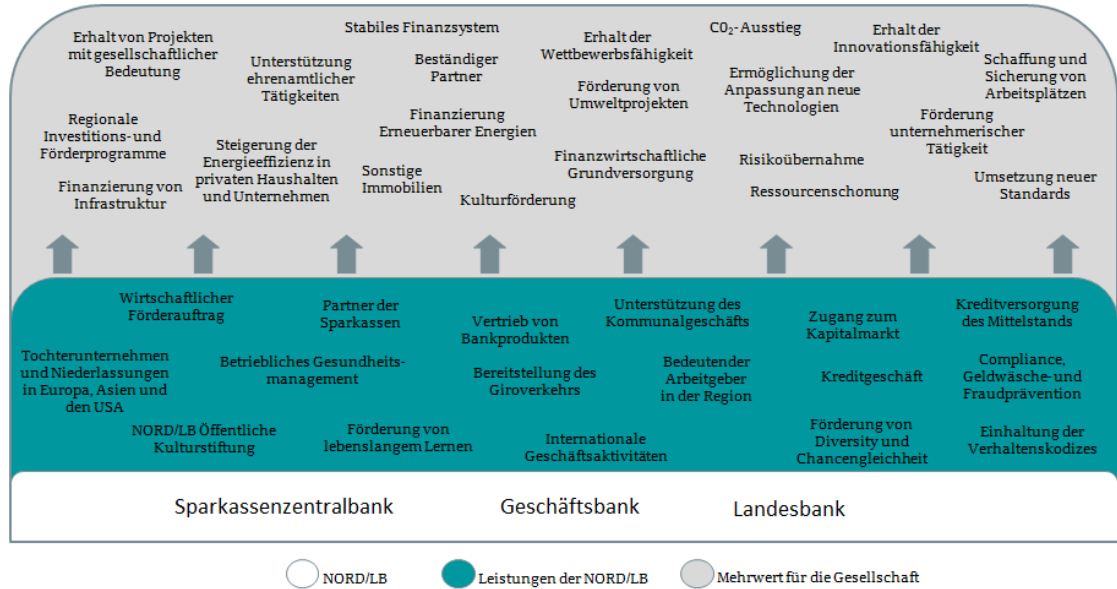 Erhalt von Projekten
mit gesellschaftlicher
Bedeutung
Stabiles Finanzsystem
Unterstützung
ehrenamtlicher
Tätigkeiten
Beständiger
Partner
Erhalt der
Wettbewerbsfähigkeit
CO₂-Ausstieg
Erhalt der
Innovationsfähigkeit
Schaffung und
Sicherung von
Arbeitsplätzen
Förderung von
Umweltprojekten
Ermöglichung der
Anpassung an neue
Technologien
Regionale
Investitions- und
Förderprogramme
Finanzierung
Erneuerbarer Energien
Förderung
unternehmerischer
Tätigkeit
Steigerung der
Energieeffizienz in
privaten Haushalten
und Unternehmen
Sonstige
Immobilien
Finanzwirtschaftliche
Grundversorgung
Risikoübernahme
Finanzierung von
Infrastruktur
Kulturförderung
Ressourcenschonung
Umsetzung neuer
Standards
Wirtschaftlicher
Förderauftrag
Partner der
Sparkassen
Vertrieb von
Bankprodukten
Unterstützung des
Kommunalgeschäfts
Zugang zum
Kapitalmarkt
Kreditversorgung
des Mittelstands
Tochterunternehmen
und Niederlassungen
in Europa, Asien und
den USA
Betriebliches Gesundheits-
management
Bereitstellung des
Giroverkehrs
Bedeutender
Arbeitgeber
in der Region
Kreditgeschäft
Compliance,
Geldwäsche- und
Fraudprävention
NORD/LB Öffentliche
Kulturstiftung
Förderung von
lebenslangem Lernen
Internationale
Geschäftsaktivitäten
Förderung von
Diversity und
Chancengleichheit
Einhaltung der
Verhaltenskodizes
Sparkassenzentralbank
Geschäftsbank
Landesbank
NORD/LB
Leistungen der NORD/LB
Mehrwert für die Gesellschaft